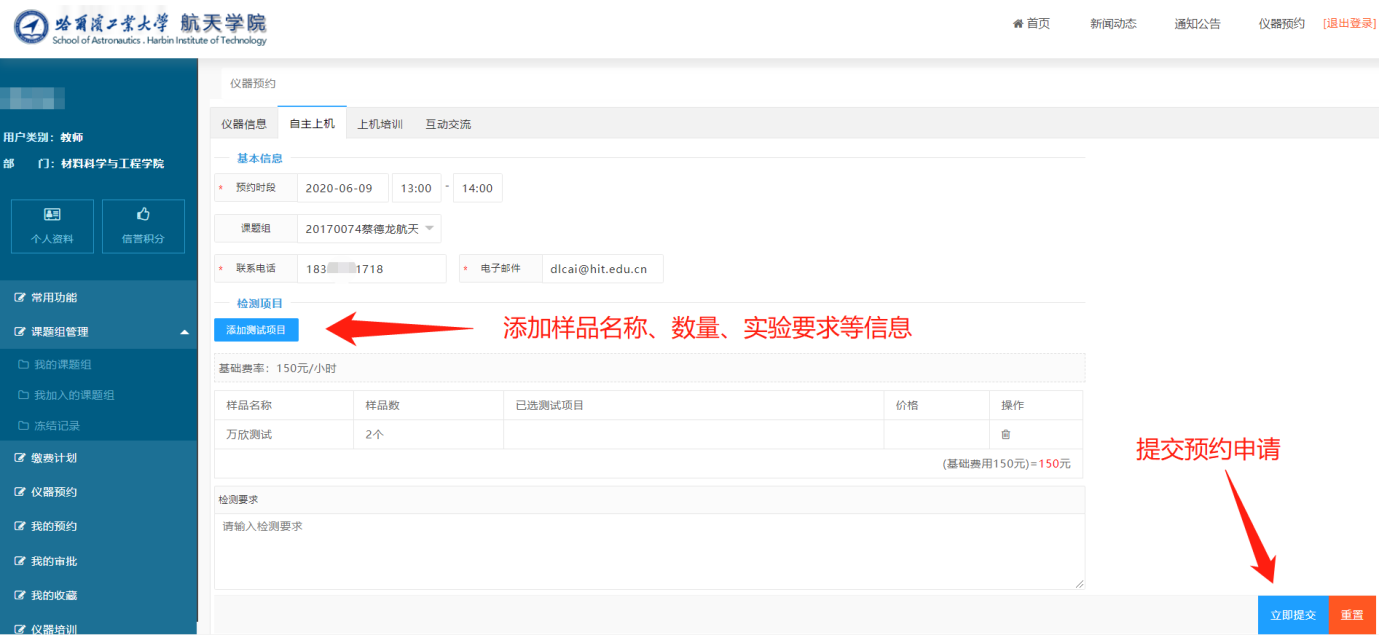 哈爾濱工業大學 航天学院
School of Astronautics . Harbin Institute of Technology
首页 新闻动态 通知公告 仪器预约 [退出登录]
用户类别：教师
部 门：材料科学与工程学院
个人资料 信誉积分
常用功能
课题组管理
我的课题组
我加入的课题组
冻结记录
缴费计划
仪器预约
我的预约
我的审批
我的收藏
仪器培训
仪器预约
仪器信息 自主上机 上机培训 互动交流
基本信息
* 预约时段 2020-06-09 13:00 - 14:00
课题组 20170074蔡德龙航天
* 联系电话 183 1718 * 电子邮件 dlcai@hit.edu.cn
检测项目
添加测试项目
添加样品名称、数量、实验要求等信息
基础费率：150元/小时
样品名称 样品数 已选测试项目 价格 操作
万欣测试 2个
(基础费用150元)=150元
检测要求
请输入检测要求
提交预约申请
立即提交 重置